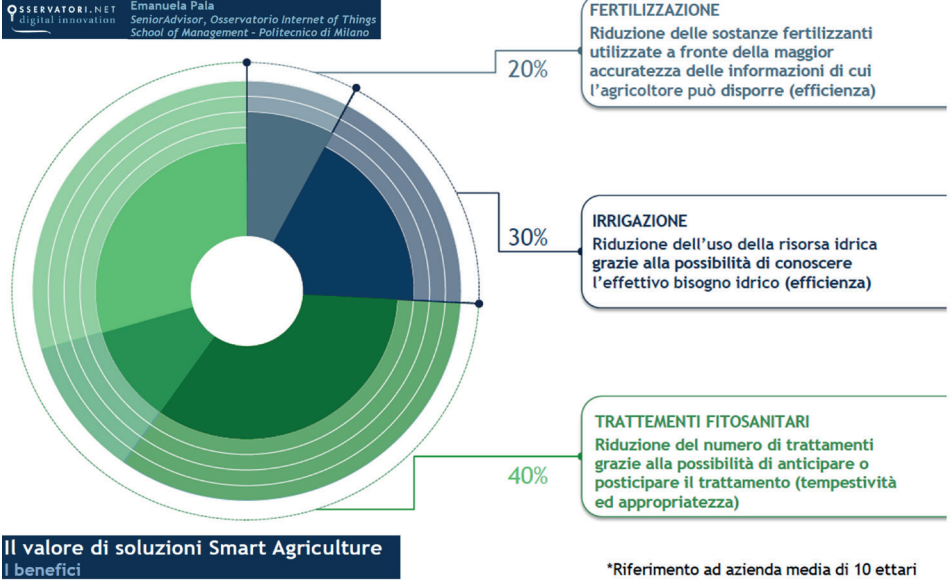 OSSERVATORI.NET
digital innovation
Emanuela Pala
SeniorAdvisor, Osservatorio Internet of Things
School of Management - Politecnico di Milano
20%
FERTILIZZAZIONE
Riduzione delle sostanze fertilizzanti
utilizzate a fronte della maggior
accuratezza delle informazioni di cui
l'agricoltore può disporre (efficienza)
30%
IRRIGAZIONE
Riduzione dell'uso della risorsa idrica
grazie alla possibilità di conoscere
l'effettivo bisogno idrico (efficienza)
40%
TRATTEMENTI FITOSANITARI
Riduzione del numero di trattamenti
grazie alla possibilità di anticipare o
posticipare il trattamento (tempestività
ed appropriatezza)
Il valore di soluzioni Smart Agriculture
I benefici
*Riferimento ad azienda media di 10 ettari